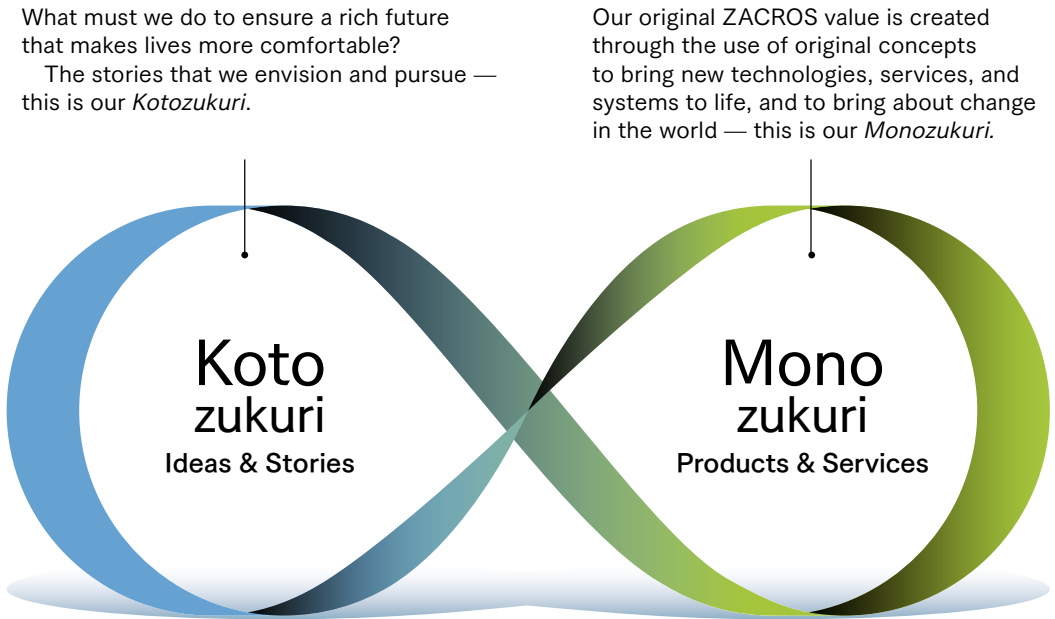 What must we do to ensure a rich future
that makes lives more comfortable?
The stories that we envision and pursue —
this is our Kotozukuri.
Our original ZACROS value is created
through the use of original concepts
to bring new technologies, services, and
systems to life, and to bring about change
in the world — this is our Monozukuri.
Koto
zukuri
Ideas & Stories
Mono
zukuri
Products & Services